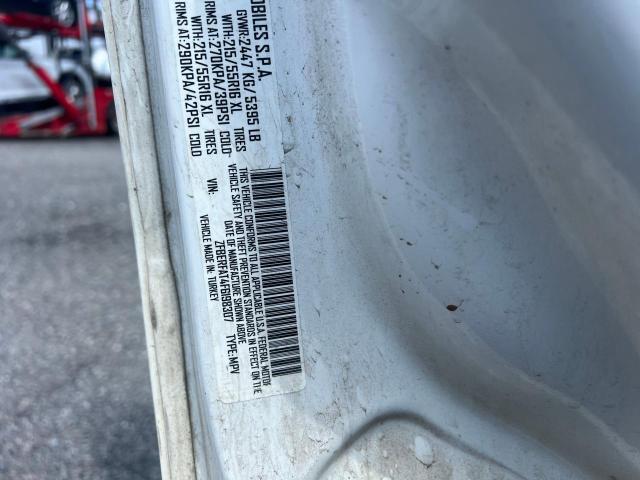 OBILES S.P.A.
GVWR:2447 KG/5395 LB
WITH:215/55R16 XL TIRES
RIMS AT:270KPA/39PSI COLD
WITH:215/55R16 XL TIRES
RIMS AT:290KPA/42PSI COLD
THIS VEHICLE CONFORMS TO ALL APPLICABLE U.S.A. FEDERAL MOTOR
VEHICLE SAFETY AND THEFT PREVENTION STANDARDS IN EFFECT ON THE
DATE OF MANUFACTURE SHOWN ABOVE
VIN: ZFBERFAT4F6198307 TYPE:MPV
VEHICLE MADE IN: TURKEY